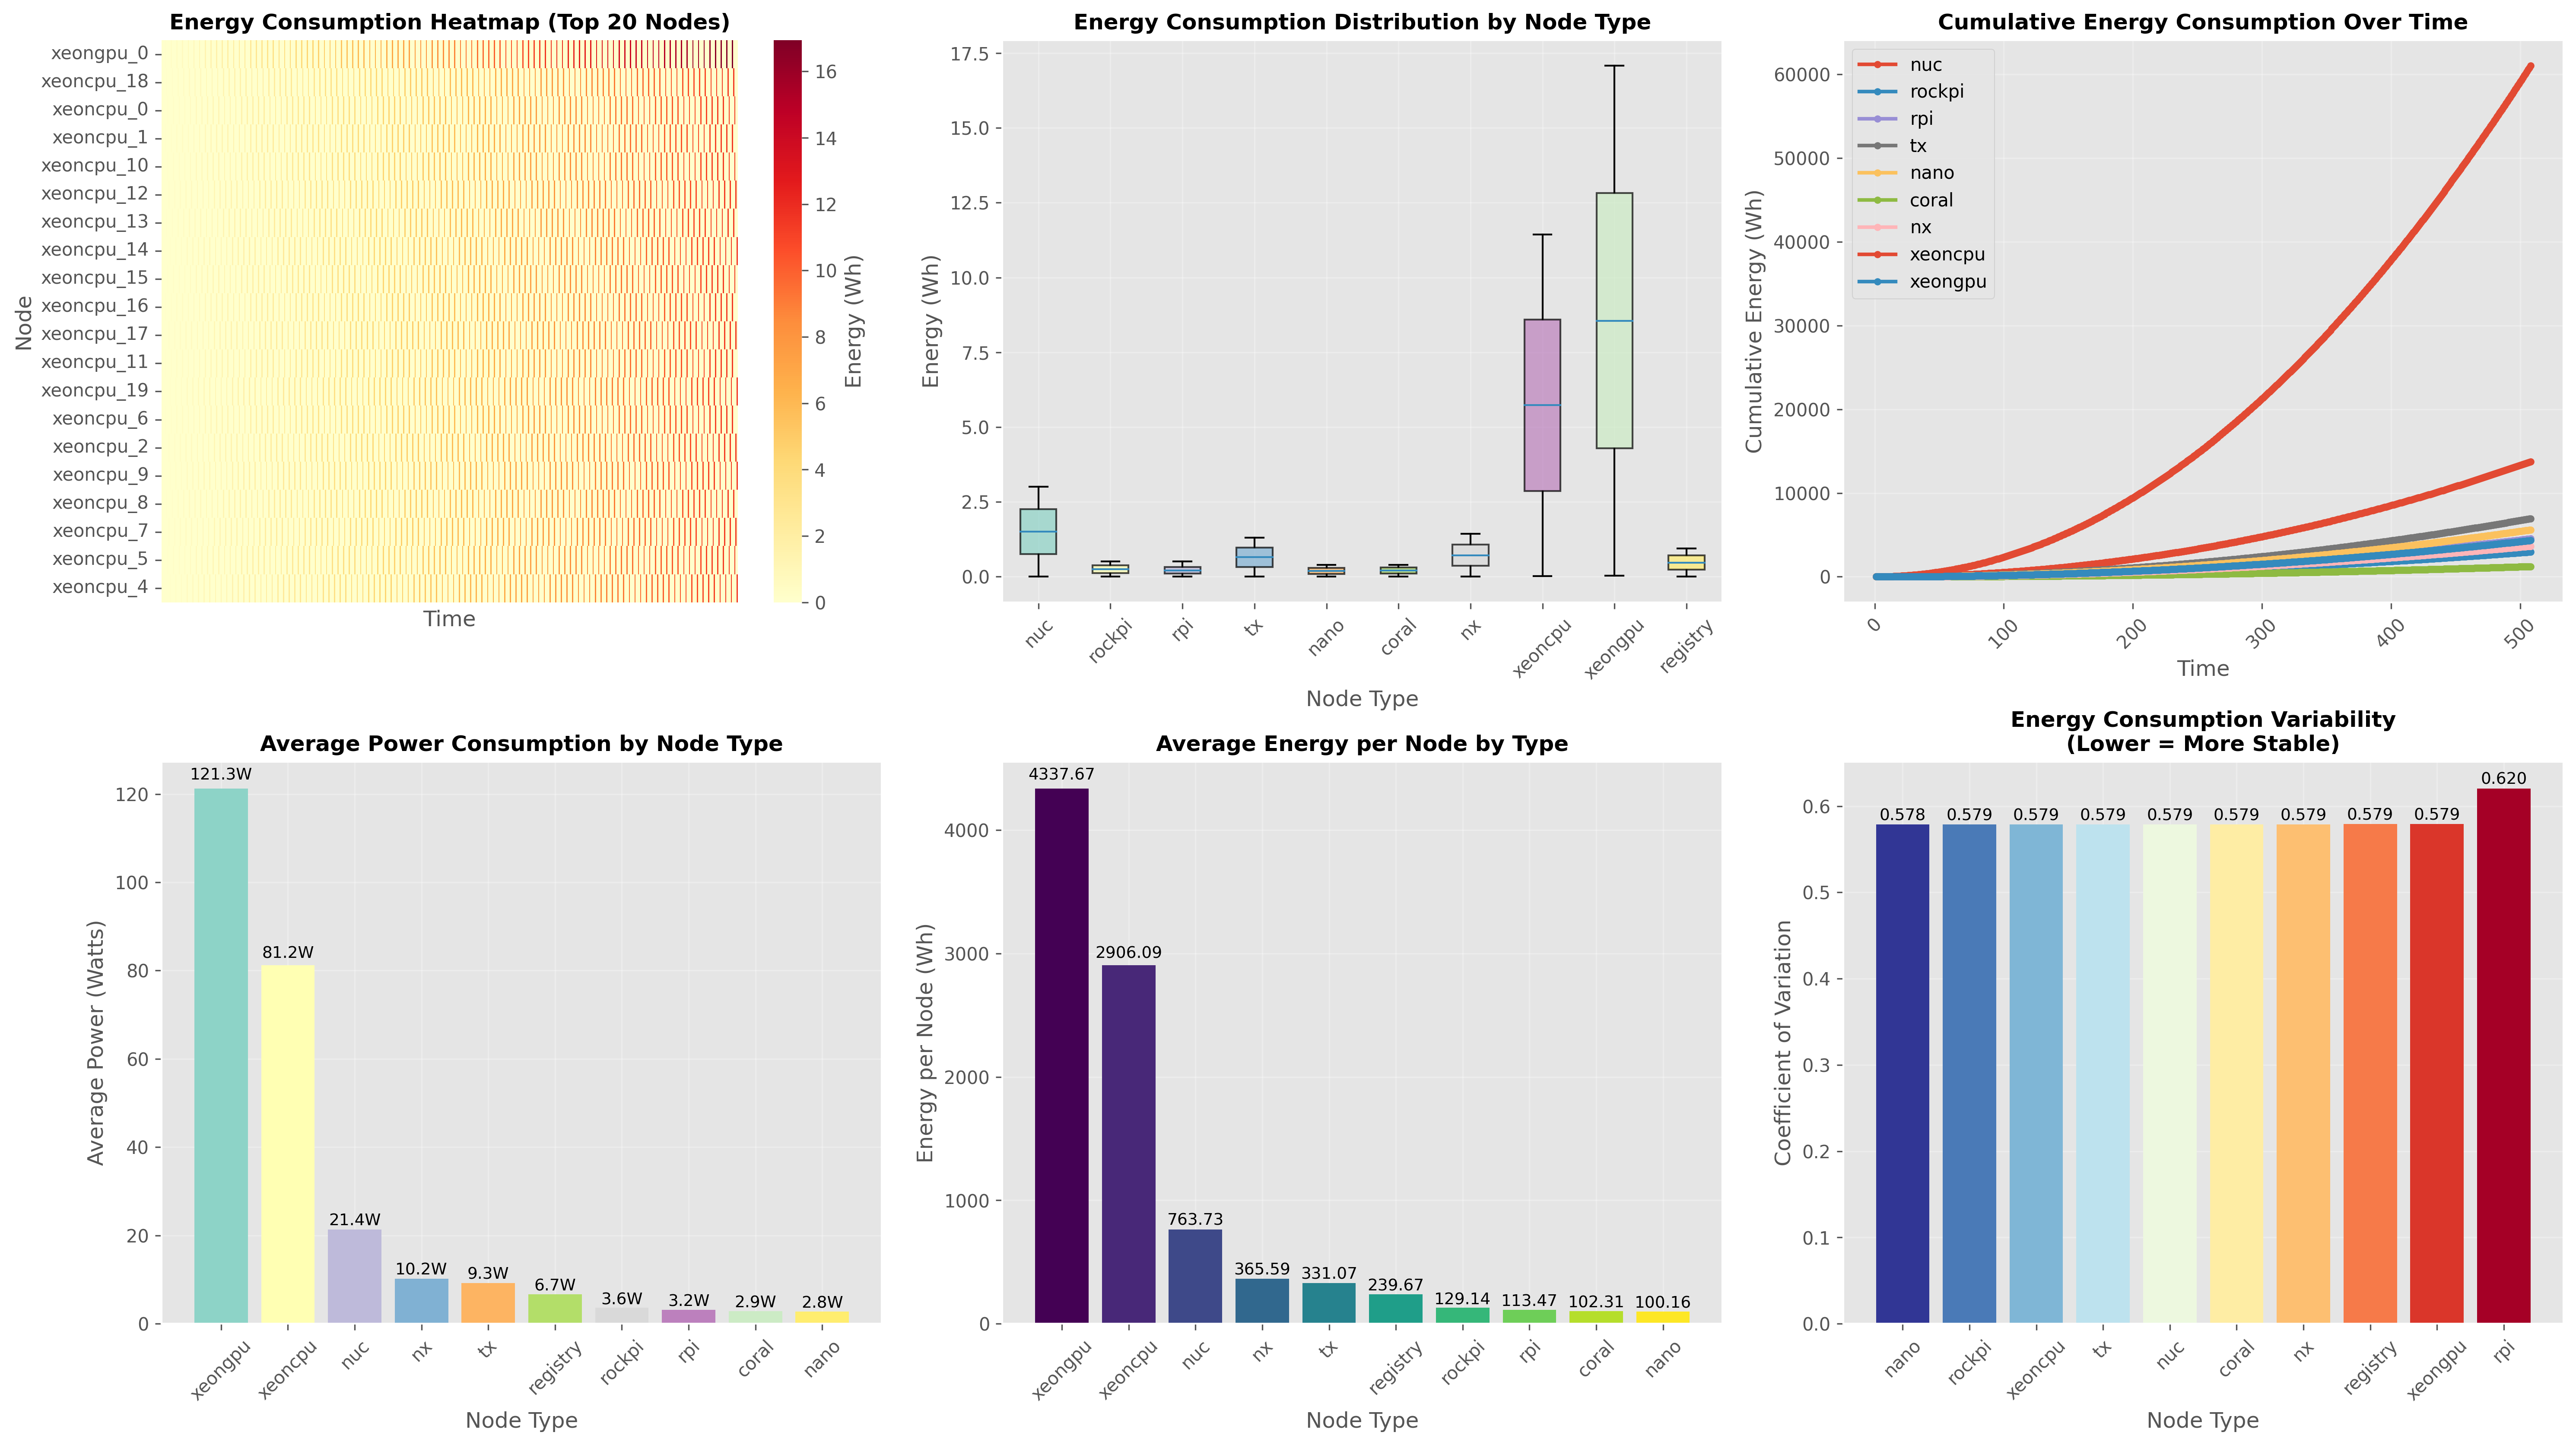 Energy Consumption Heatmap (Top 20 Nodes)
Node
xeongpu_0
xeoncpu_18
xeoncpu_0
xeoncpu_1
xeoncpu_10
xeoncpu_12
xeoncpu_13
xeoncpu_14
xeoncpu_15
xeoncpu_16
xeoncpu_17
xeoncpu_11
xeoncpu_19
xeoncpu_6
xeoncpu_2
xeoncpu_9
xeoncpu_8
xeoncpu_7
xeoncpu_5
xeoncpu_4
Time
16
14
12
10
8
6
4
2
0
Energy (Wh)
Energy Consumption Distribution by Node Type
Energy (Wh)
17.5
15.0
12.5
10.0
7.5
5.0
2.5
0.0
nuc
rockpi
rpi
tx
nano
coral
nx
xeoncpu
xeongpu
registry
Node Type
Cumulative Energy Consumption Over Time
Cumulative Energy (Wh)
60000
50000
40000
30000
20000
10000
0
nuc
rockpi
rpi
tx
nano
coral
nx
xeoncpu
xeongpu
0
100
200
300
400
500
Time
Average Power Consumption by Node Type
Average Power (Watts)
120
100
80
60
40
20
0
121.3W
81.2W
21.4W
10.2W
9.3W
6.7W
3.6W
3.2W
2.9W
2.8W
xeongpu
xeoncpu
nuc
nx
tx
registry
rockpi
rpi
coral
nano
Node Type
Average Energy per Node by Type
Energy per Node (Wh)
4000
3000
2000
1000
0
4337.67
2906.09
763.73
365.59
331.07
239.67
129.14
113.47
102.31
100.16
xeongpu
xeoncpu
nuc
nx
tx
registry
rockpi
rpi
coral
nano
Node Type
Energy Consumption Variability
(Lower = More Stable)
Coefficient of Variation
0.6
0.5
0.4
0.3
0.2
0.1
0.0
0.578
0.579
0.579
0.579
0.579
0.579
0.579
0.579
0.579
0.620
nano
rockpi
xeoncpu
tx
nuc
coral
nx
registry
xeongpu
rpi
Node Type